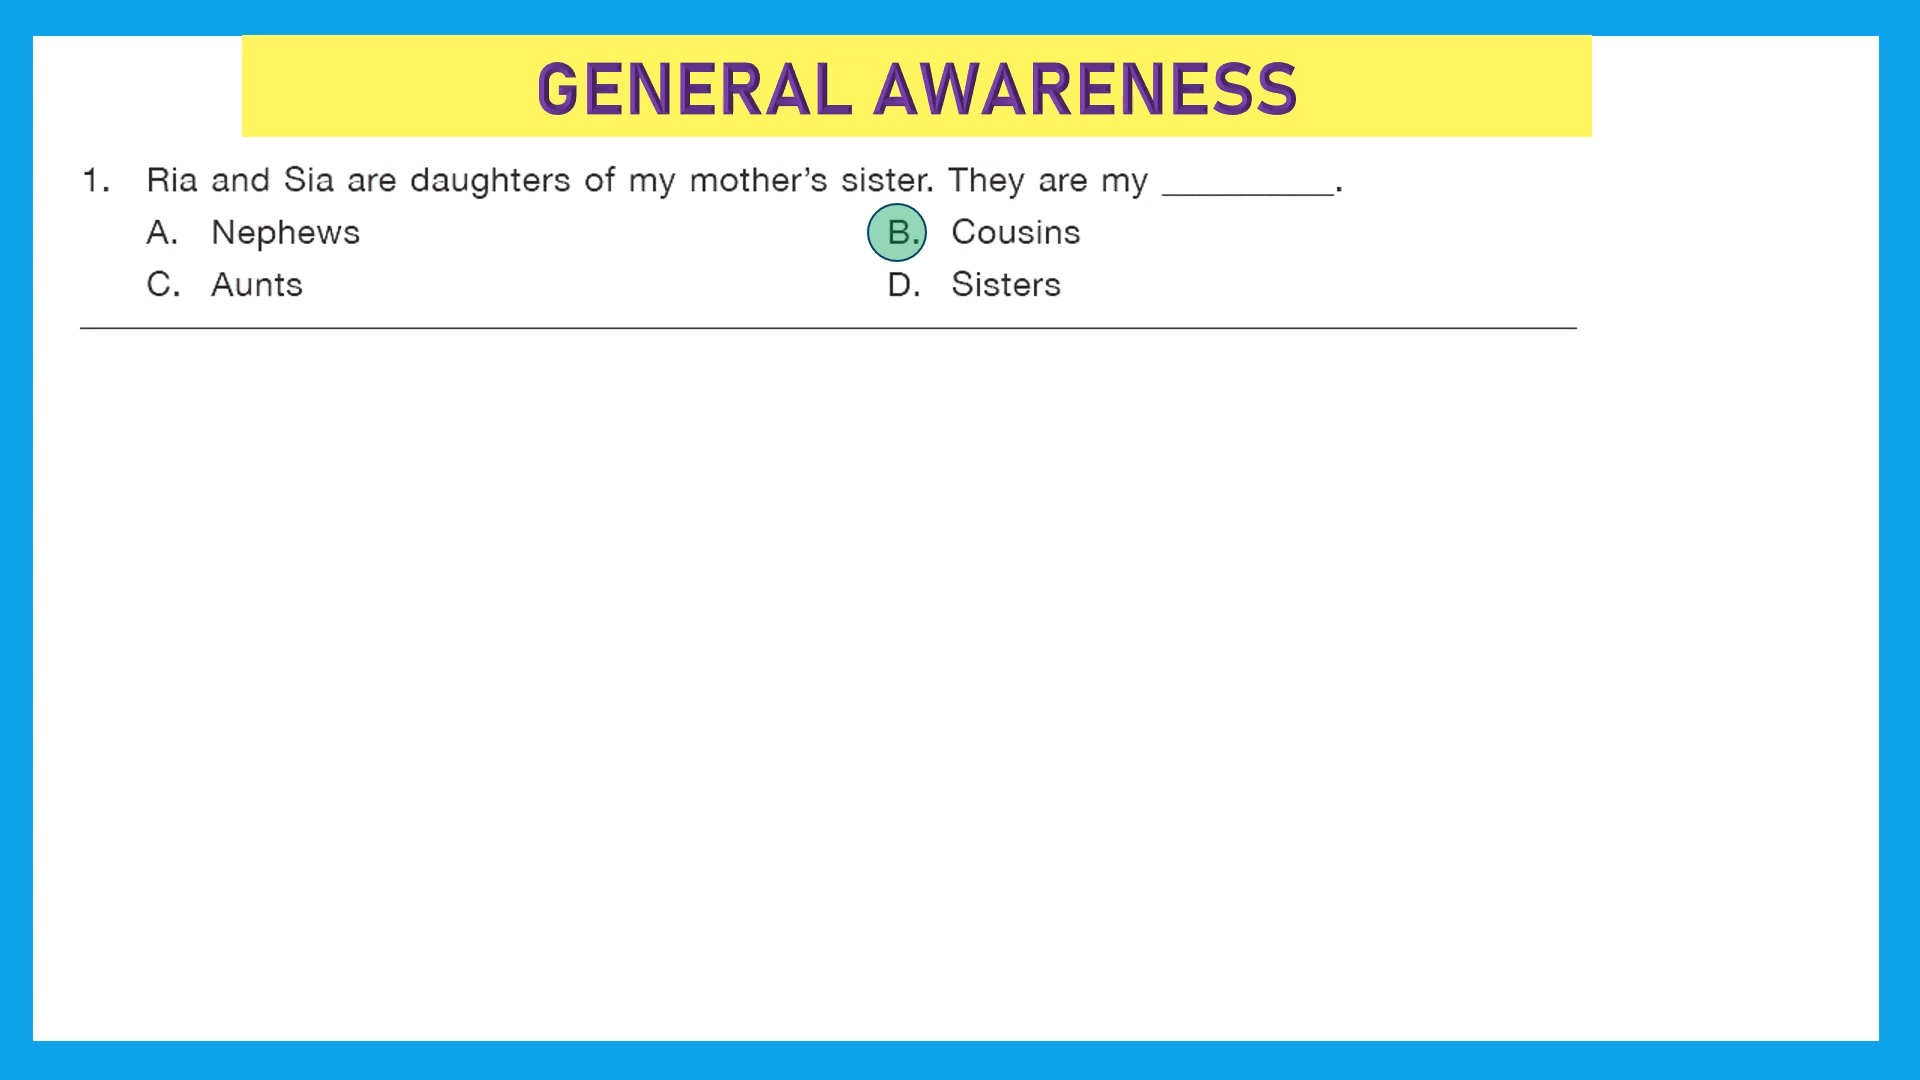 GENERAL AWARENESS
1. Ria and Sia are daughters of my mother's sister. They are my __________.
A. Nephews B. Cousins
C. Aunts D. Sisters